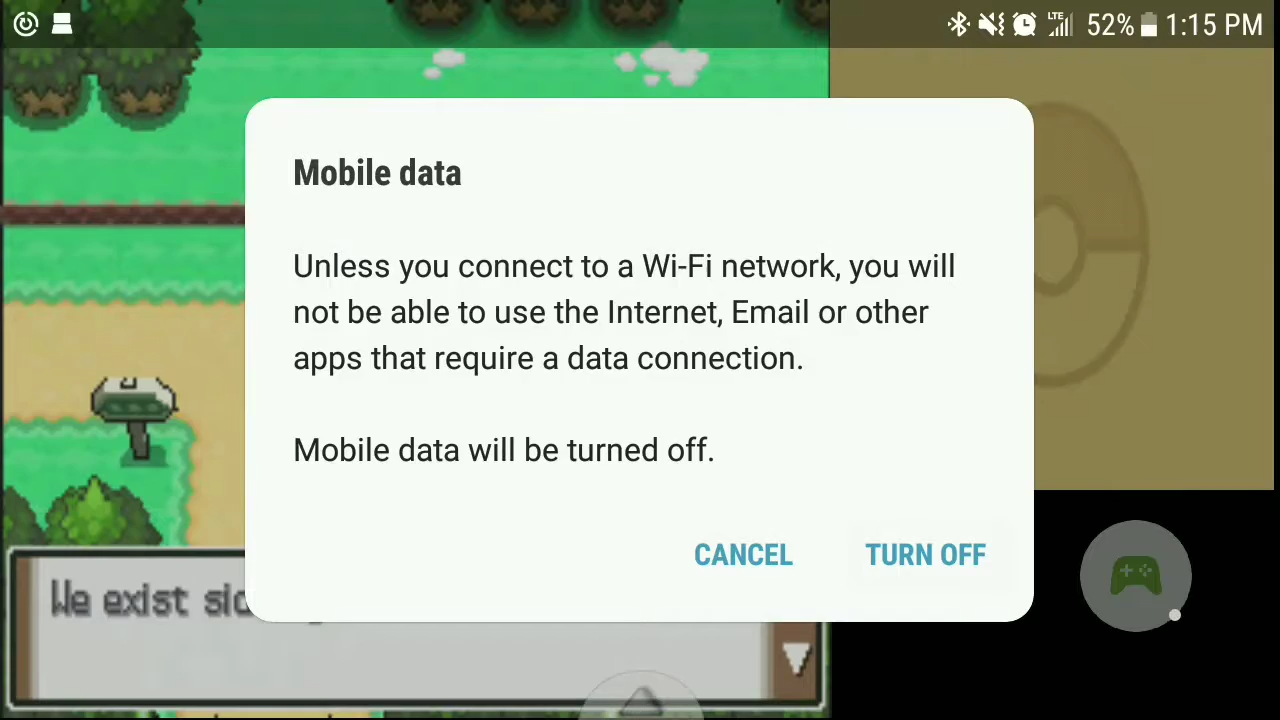 LTE 52% 1:15 PM
Mobile data
Unless you connect to a Wi-Fi network, you will
not be able to use the Internet, Email or other
apps that require a data connection.
Mobile data will be turned off.
CANCEL TURN OFF
We exist